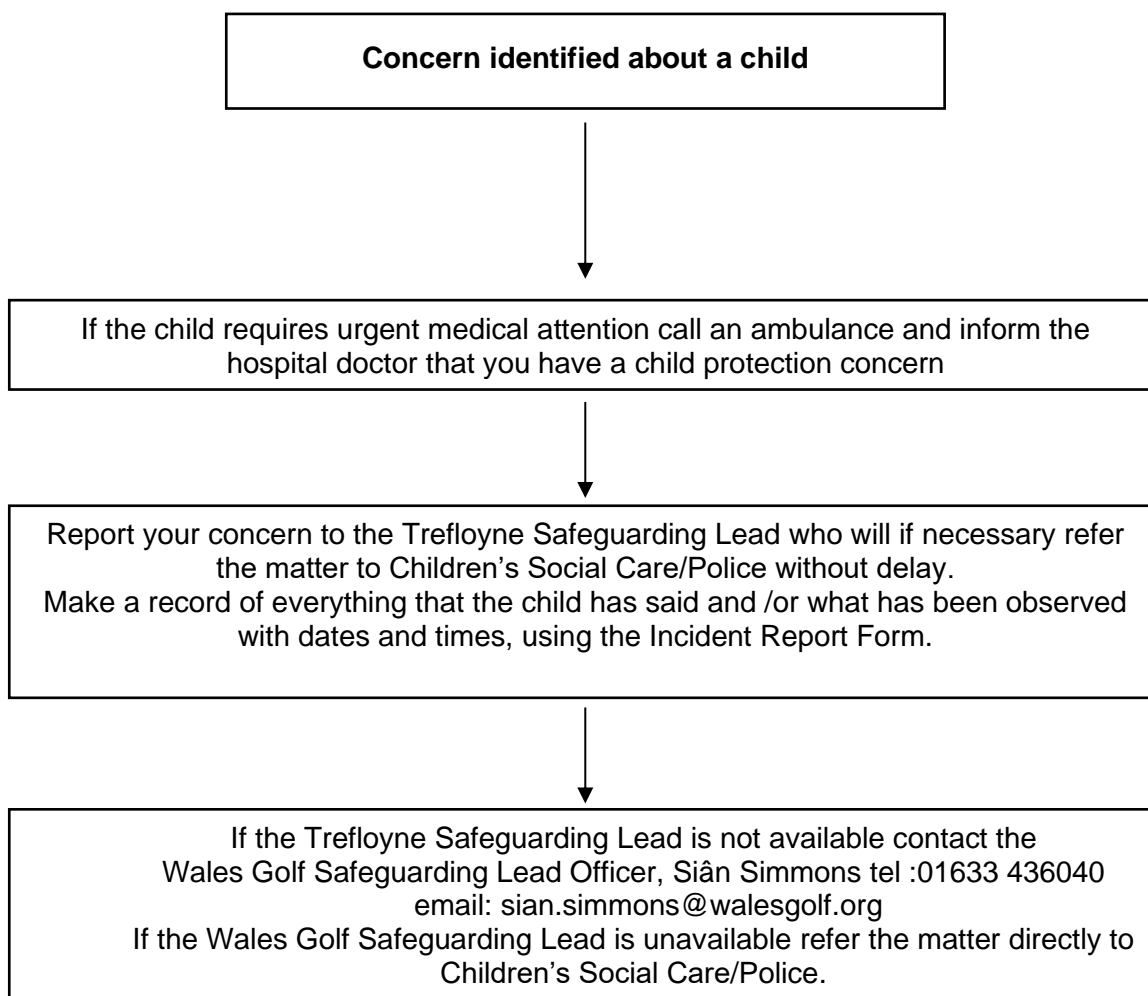 Concern identified about a child
If the child requires urgent medical attention call an ambulance and inform the
hospital doctor that you have a child protection concern
Report your concern to the Trefloyne Safeguarding Lead who will if necessary refer
the matter to Children’s Social Care/Police without delay.
Make a record of everything that the child has said and /or what has been observed
with dates and times, using the Incident Report Form.
If the Trefloyne Safeguarding Lead is not available contact the
Wales Golf Safeguarding Lead Officer, Siân Simmons tel :01633 436040
email: sian.simmons@walesgolf.org
If the Wales Golf Safeguarding Lead is unavailable refer the matter directly to
Children’s Social Care/Police.